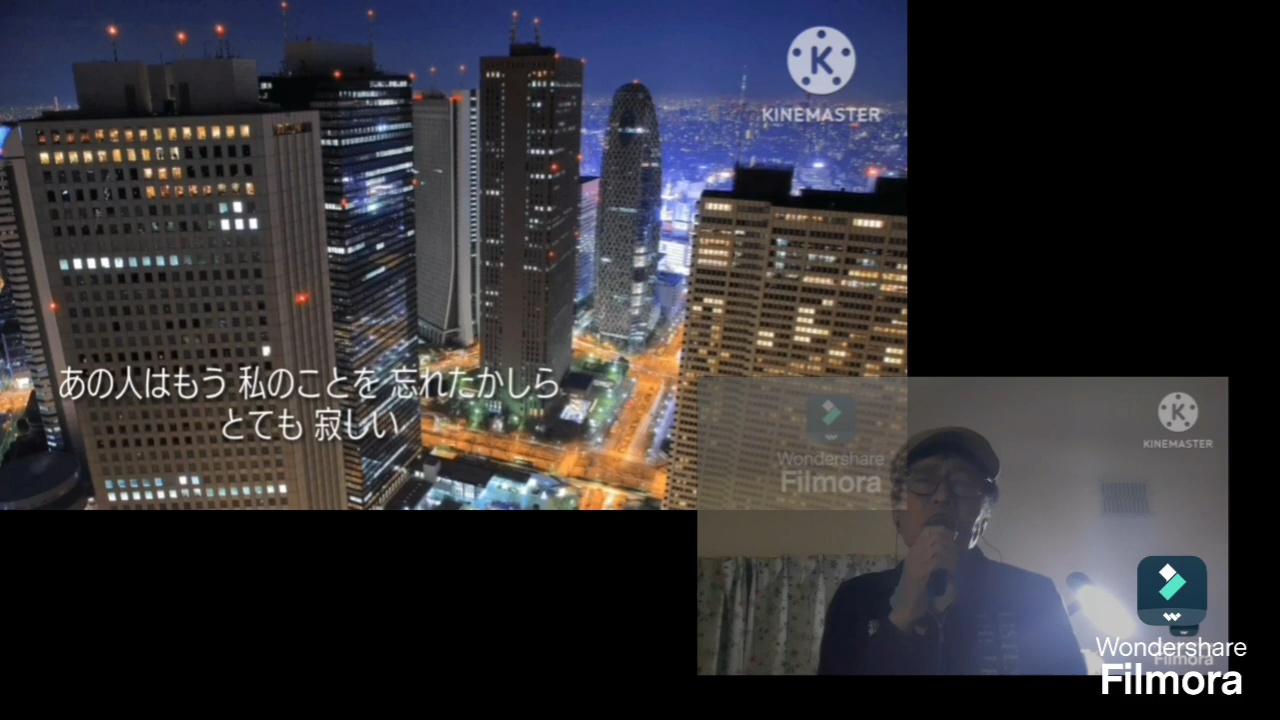 KINEMASTER
あの人はもう 私のことを 忘れたかしら
とても 寂しい
KINEMASTER
Wondershare
Filmora
Wondershare
Filmora
Filmora